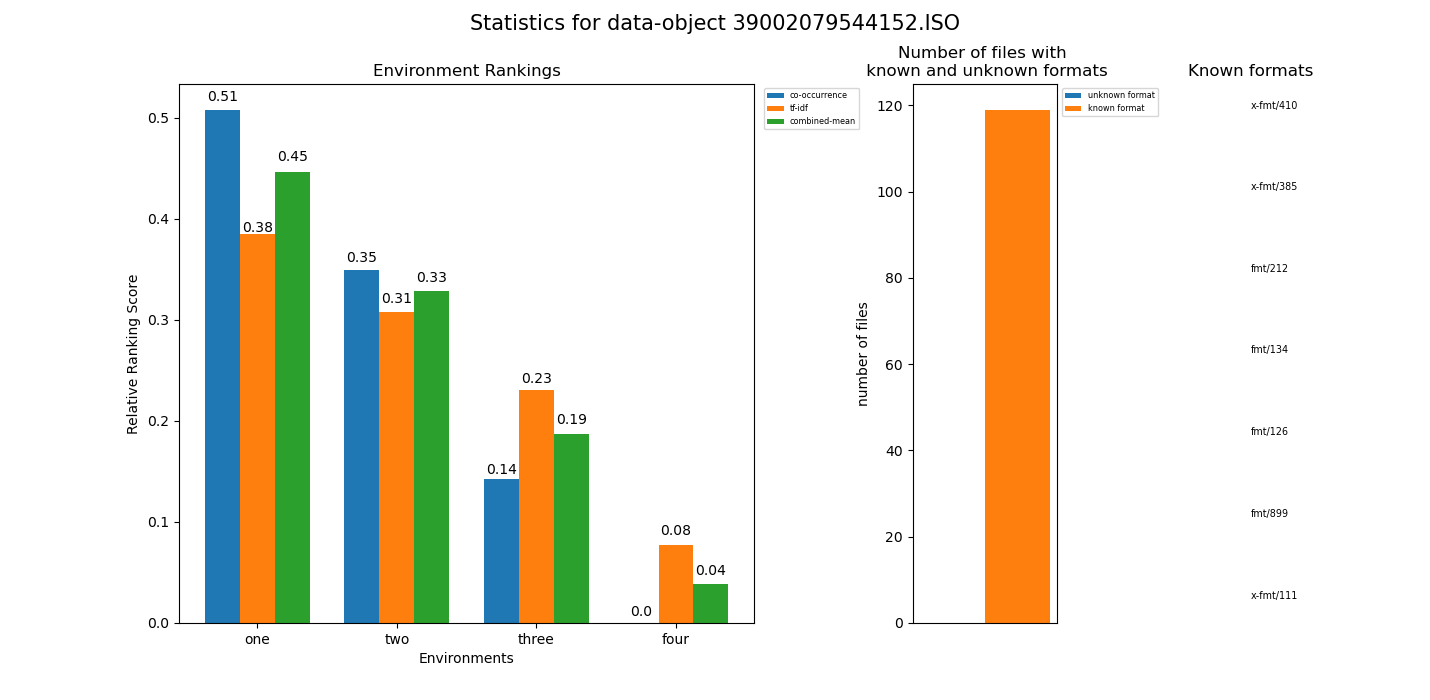 Statistics for data-object 39002079544152.ISO
Environment Rankings
Relative Ranking Score
0.5
0.4
0.3
0.2
0.1
0.0
0.51
0.38
0.45
0.35
0.31
0.33
0.14
0.23
0.19
0.0
0.08
0.04
one
two
three
four
Environments
co-occurrence
tf-idf
combined-mean
Number of files with
known and unknown formats
number of files
120
100
80
60
40
20
0
unknown format
known format
Known formats
x-fmt/410
x-fmt/385
fmt/212
fmt/134
fmt/126
fmt/899
x-fmt/111